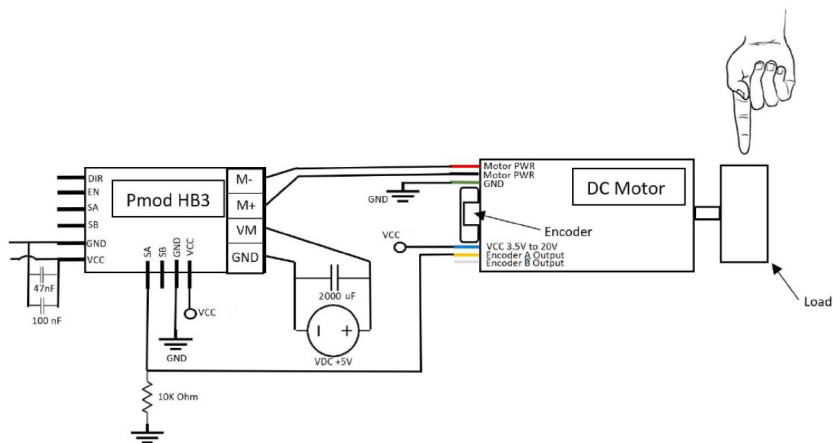 DIR
EN
SA
SB
GND
VCC
47nF
100 nF
Pmod HB3
SA
SB
GND
VCC
VCC
GND
10K Ohm
M-
M+
VM
GND
2000 uF
VDC +5V
Motor PWR
Motor PWR
GND
GND
Encoder
VCC
VCC 3.5V to 20V
Encoder A Output
Encoder B Output
DC Motor
Load